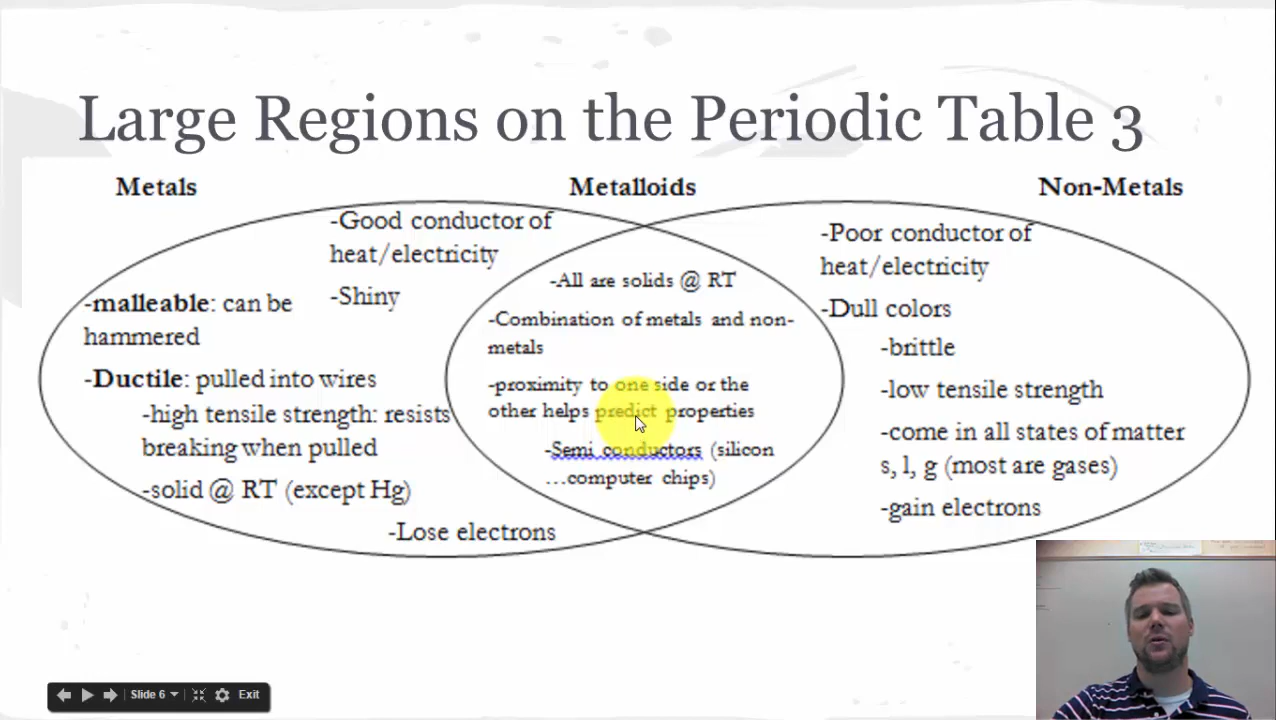 Large Regions on the Periodic Table 3
Metals
Metalloids
Non-Metals
-Good conductor of
heat/electricity
-Shiny
-malleable: can be
hammered
-Ductile: pulled into wires
-high tensile strength: resists
breaking when pulled
-solid @ RT (except Hg)
-Lose electrons
-All are solids @ RT
-Combination of metals and non-
metals
-proximity to one side or the
other helps predict properties
-Semi conductors (silicon
...computer chips)
-Poor conductor of
heat/electricity
-Dull colors
-brittle
-low tensile strength
-come in all states of matter
s, l, g (most are gases)
-gain electrons
Slide 6
Exit